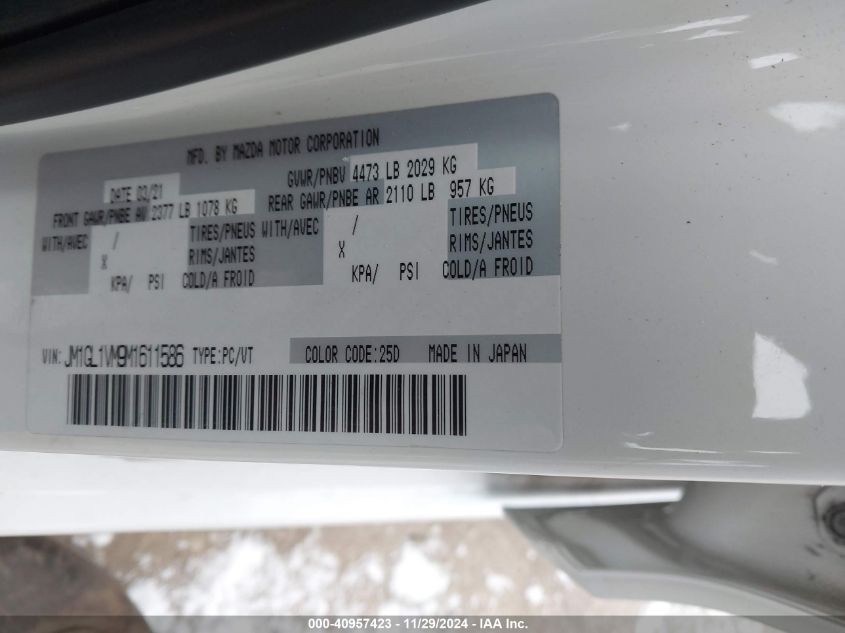 MFD. BY MAZDA MOTOR CORPORATION
DATE 03/21 GVWR/PNBV 4473 LB 2029 KG
FRONT GAWR/PNBE AV 2377 LB 1078 KG REAR GAWR/PNBE AR 2110 LB 957 KG
WITH/AVEC / TIRES/PNEUS WITH/AVEC / TIRES/PNEUS
X RIMS/JANTES X RIMS/JANTES
KPA/ PSI COLD/A FROID KPA/ PSI COLD/A FROID
VIN: JM1GL1VM9M1611586 TYPE:PC/VT COLOR CODE:25D MADE IN JAPAN
000-40957423 - 11/29/2024 - IAA Inc.